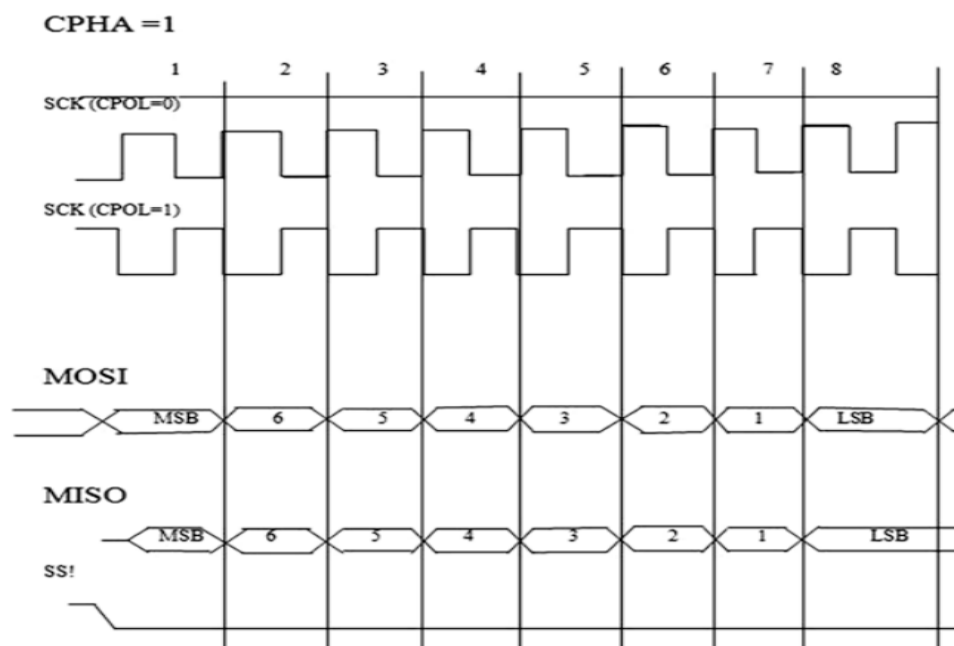 CPHA =1
1 2 3 4 5 6 7 8
SCK (CPOL=0)
SCK (CPOL=1)
MOSI
MSB 6 5 4 3 2 1 LSB
MISO
MSB 6 5 4 3 2 1 LSB
SS!